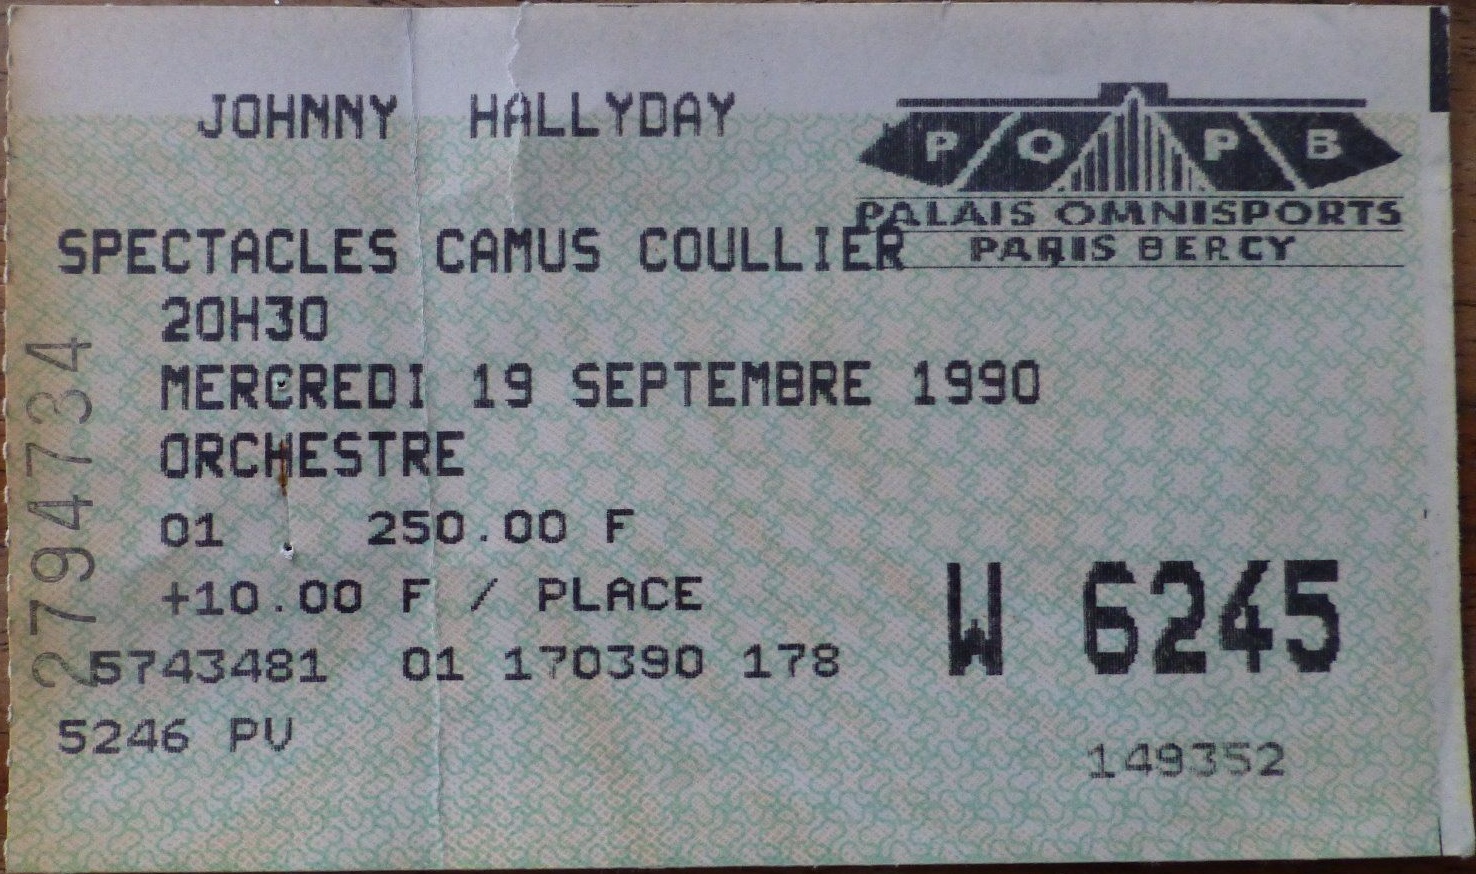 JOHNNY HALLYDAY
P O P B
PALAIS OMNISPORTS
PARIS BERCY
SPECTACLES CAMUS COULLIER
20H30
MERCREDI 19 SEPTEMBRE 1990
ORCHESTRE
01 250.00 F
+10.00 F / PLACE
W 6245
5743481 01 170390 178
5246 PV
149352
2794734